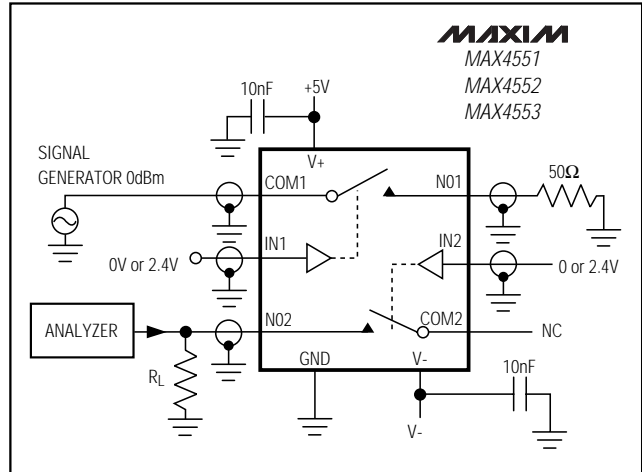 MAXIM
MAX4551
MAX4552
MAX4553
10nF
+5V
V+
SIGNAL
GENERATOR 0dBm
COM1
N01
50Ω
IN1
IN2
0V or 2.4V
0 or 2.4V
ANALYZER
N02
COM2
NC
RL
GND
V-
10nF
V-